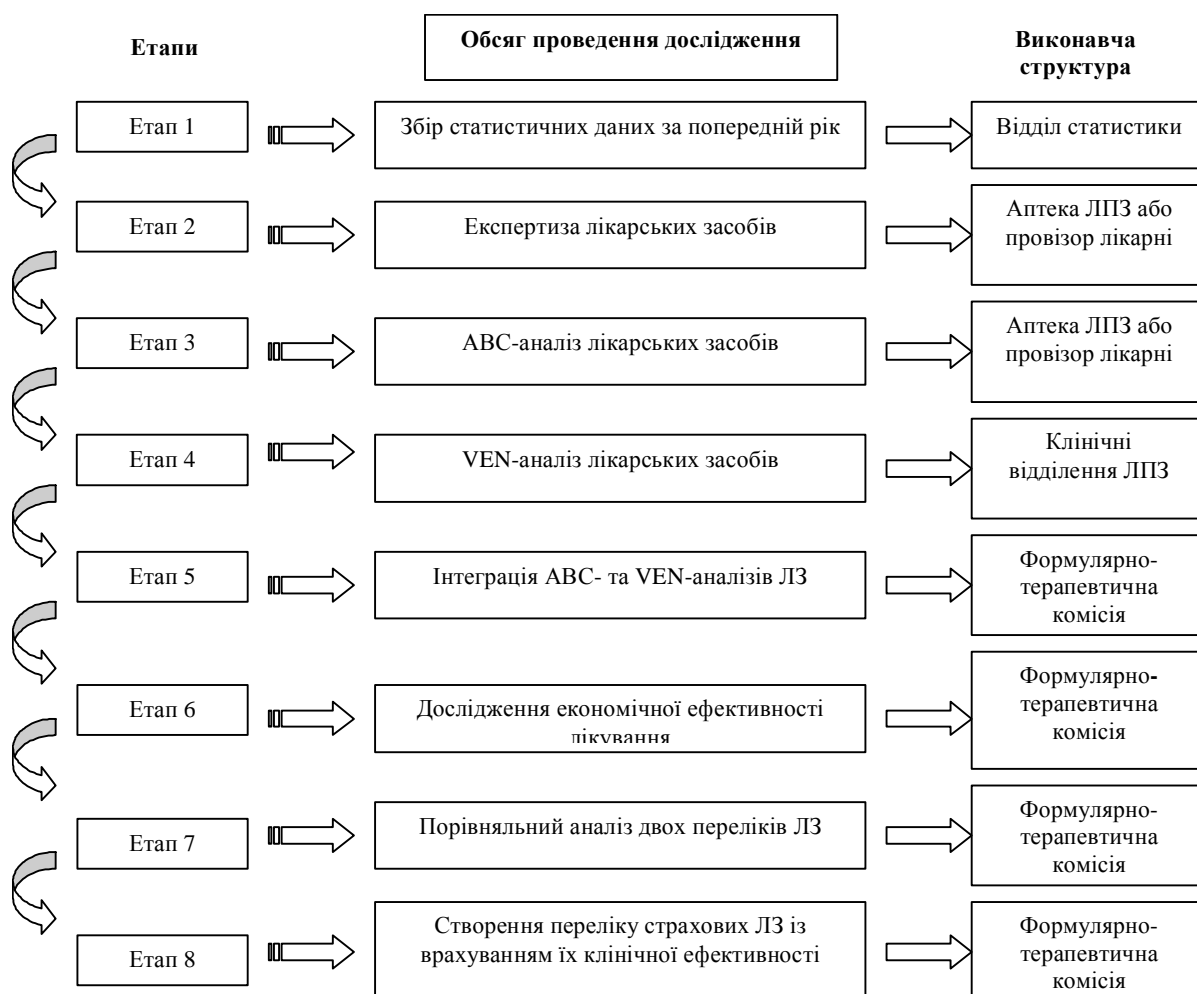 Етапи
Обсяг проведення дослідження
Виконавча
структура
Етап 1
Збір статистичних даних за попередній рік
Відділ статистики
Етап 2
Експертиза лікарських засобів
Аптека ЛПЗ або
провізор лікарні
Етап 3
АВС-аналіз лікарських засобів
Аптека ЛПЗ або
провізор лікарні
Етап 4
VEN-аналіз лікарських засобів
Клінічні
відділення ЛПЗ
Етап 5
Інтеграція АВС- та VEN-аналізів ЛЗ
Формулярно-
терапевтична
комісія
Етап 6
Дослідження економічної ефективності
лікування
Формулярно-
терапевтична
комісія
Етап 7
Порівняльний аналіз двох переліків ЛЗ
Формулярно-
терапевтична
комісія
Етап 8
Створення переліку страхових ЛЗ із
врахуванням їх клінічної ефективності
Формулярно-
терапевтична
комісія